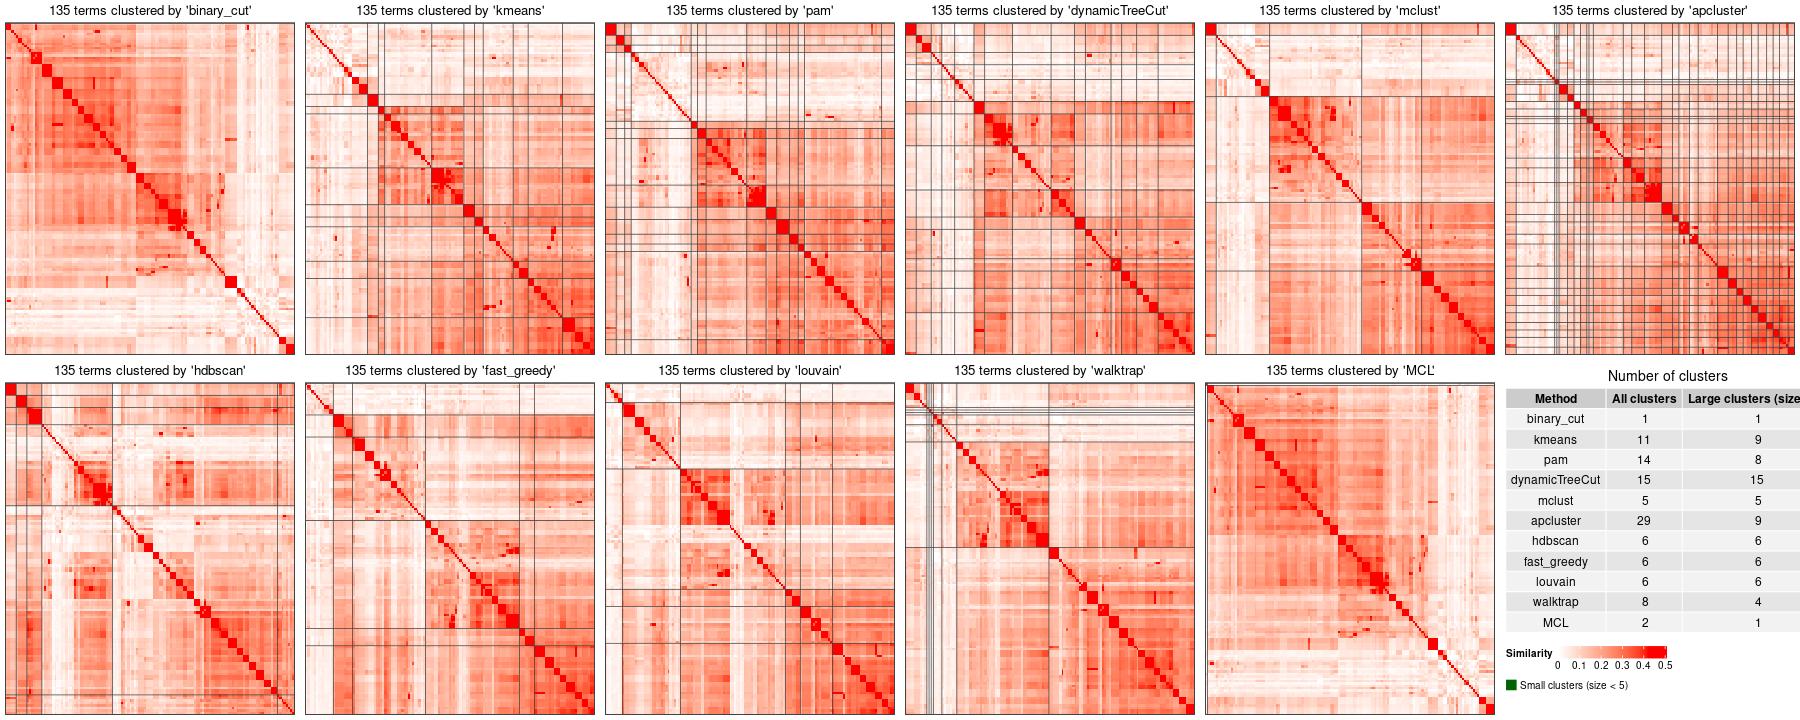 135 terms clustered by 'binary_cut'
135 terms clustered by 'kmeans'
135 terms clustered by 'pam'
135 terms clustered by 'dynamicTreeCut'
135 terms clustered by 'mclust'
135 terms clustered by 'apcluster'
135 terms clustered by 'hdbscan'
135 terms clustered by 'fast_greedy'
135 terms clustered by 'louvain'
135 terms clustered by 'walktrap'
135 terms clustered by 'MCL'
Number of clusters
Method All clusters Large clusters (size
binary_cut 1 1
kmeans 11 9
pam 14 8
dynamicTreeCut 15 15
mclust 5 5
apcluster 29 9
hdbscan 6 6
fast_greedy 6 6
louvain 6 6
walktrap 8 4
MCL 2 1
Similarity
0 0.1 0.2 0.3 0.4 0.5
Small clusters (size < 5)